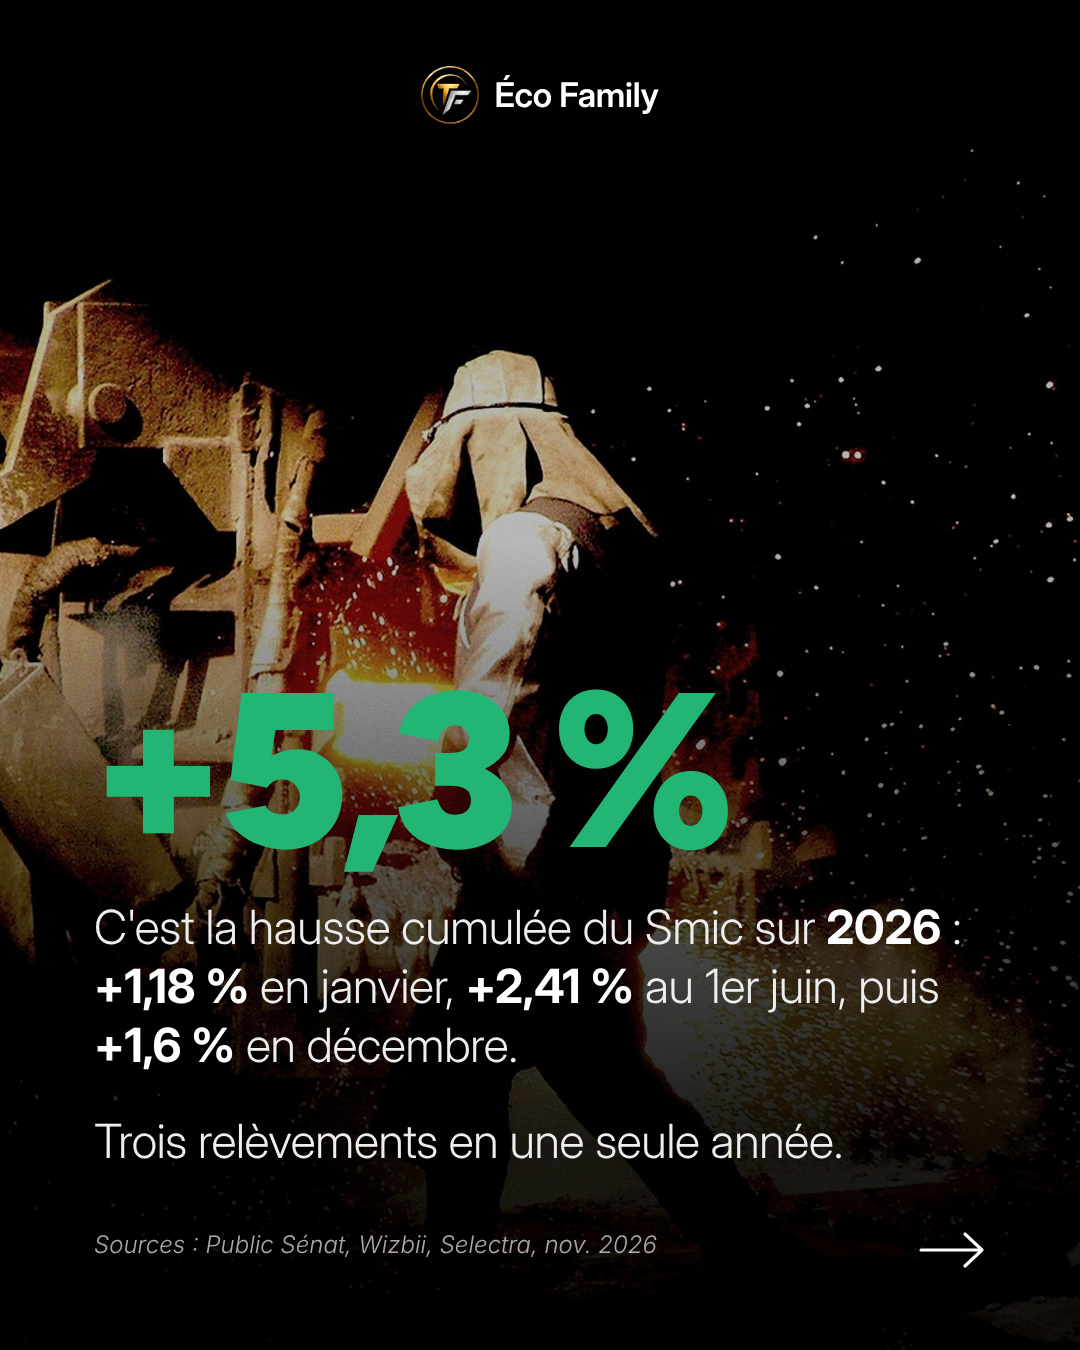 TF Éco Family
+5,3 %
C'est la hausse cumulée du Smic sur 2026 :
+1,18 % en janvier, +2,41 % au 1er juin, puis
+1,6 % en décembre.
Trois relèvements en une seule année.
Sources : Public Sénat, Wizbii, Selectra, nov. 2026